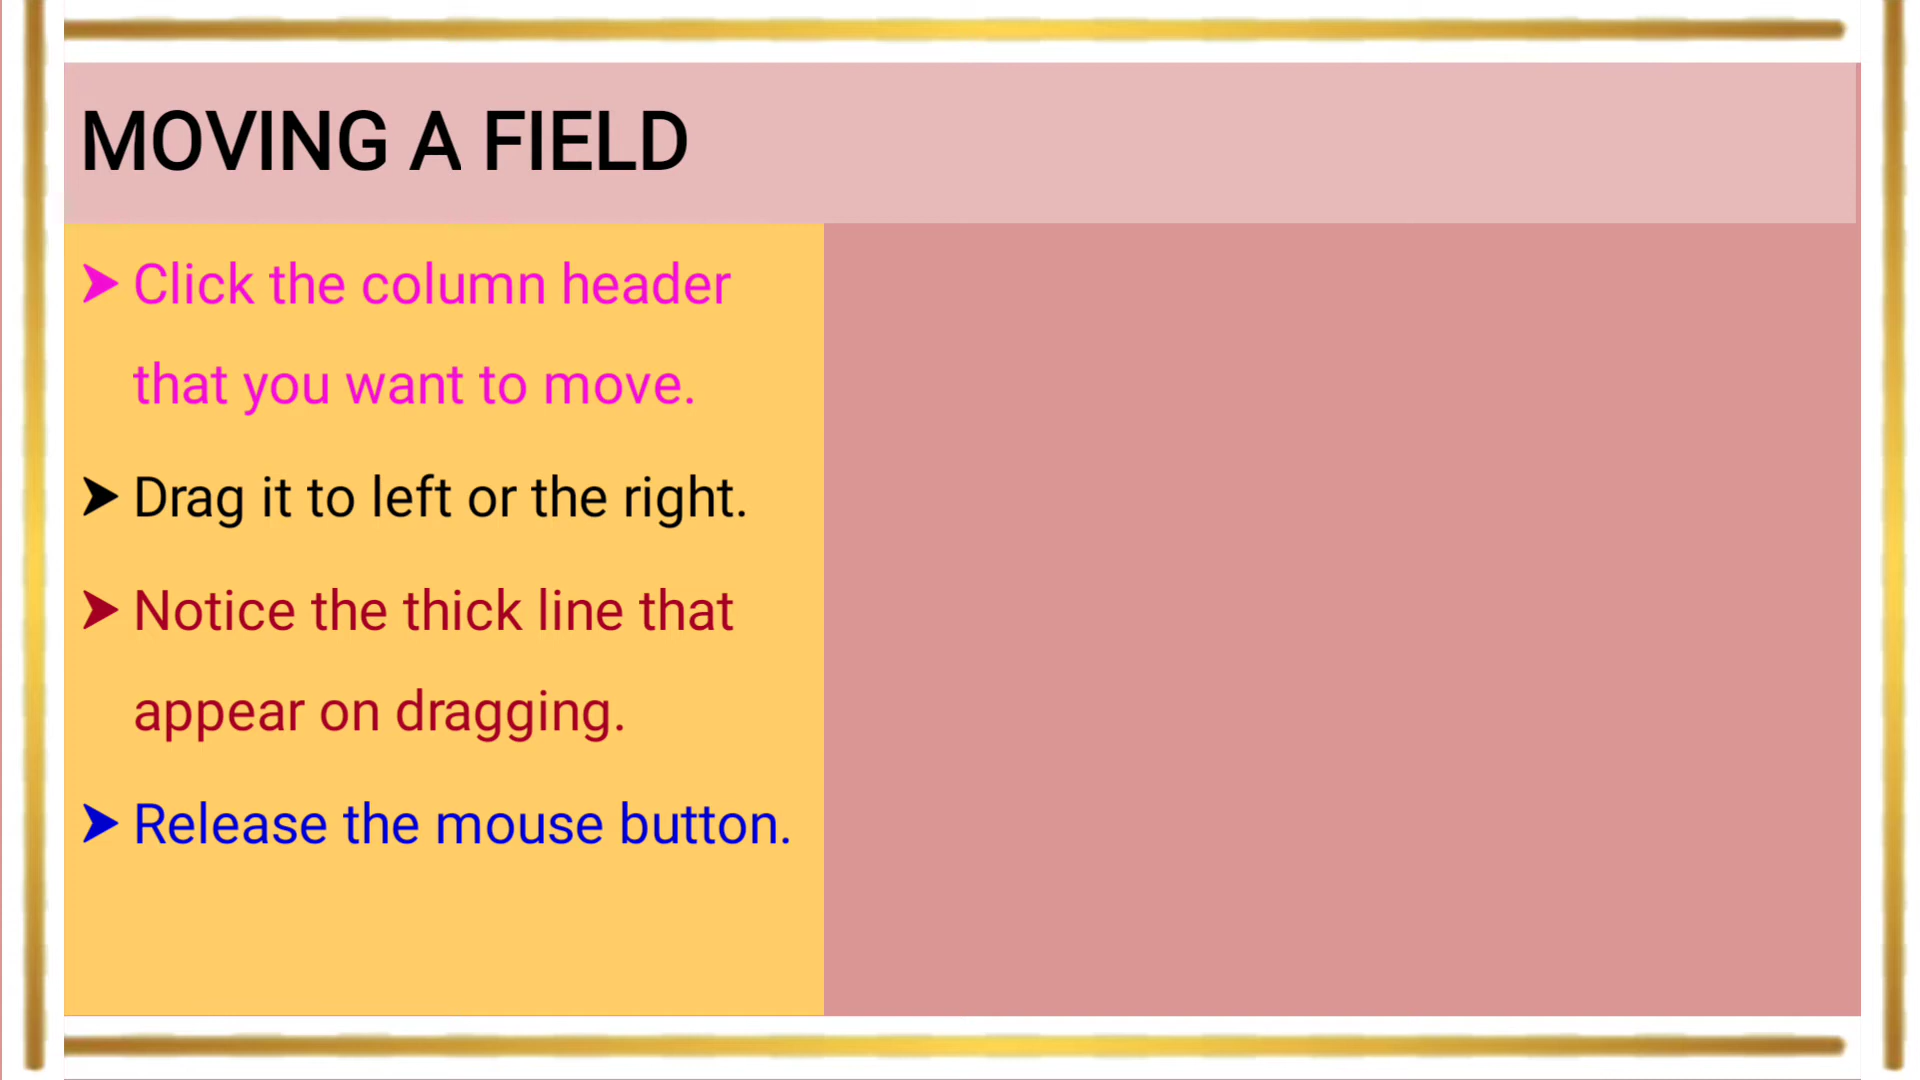 MOVING A FIELD
➤ Click the column header
that you want to move.
➤ Drag it to left or the right.
➤ Notice the thick line that
appear on dragging.
➤ Release the mouse button.